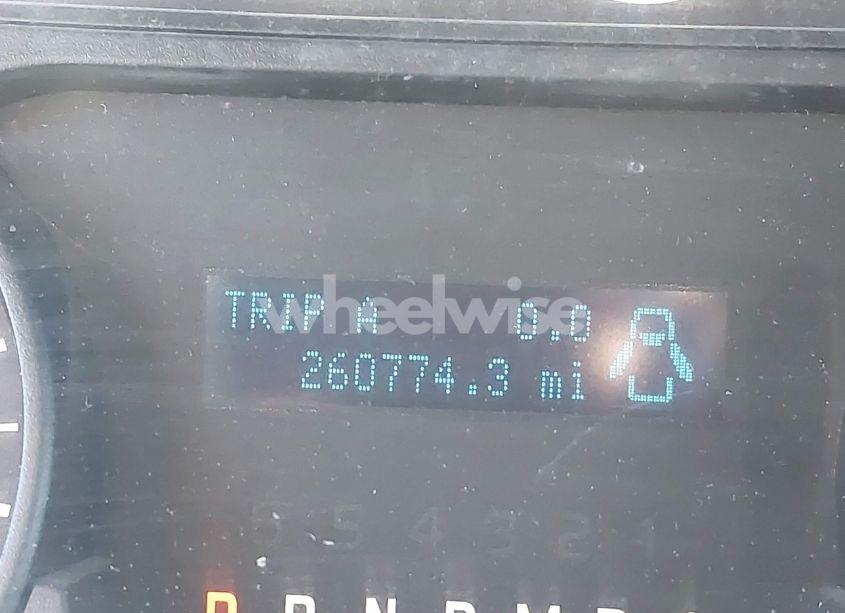 TRIP A 0.0
wheelwise
260774.3 mi
5 4 3 2 1
P R N D M